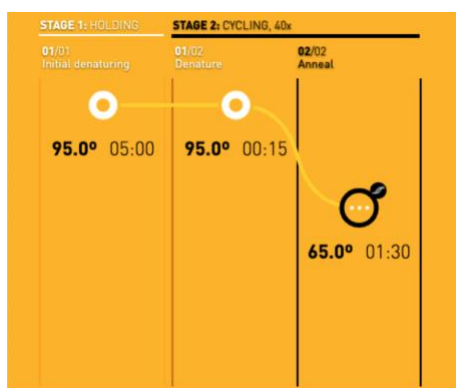 STAGE 1: HOLDING
STAGE 2: CYCLING, 40x
01/01
Initial denaturing
01/02
Denature
02/02
Anneal
95.0º 05:00
95.0º 00:15
65.0º 01:30